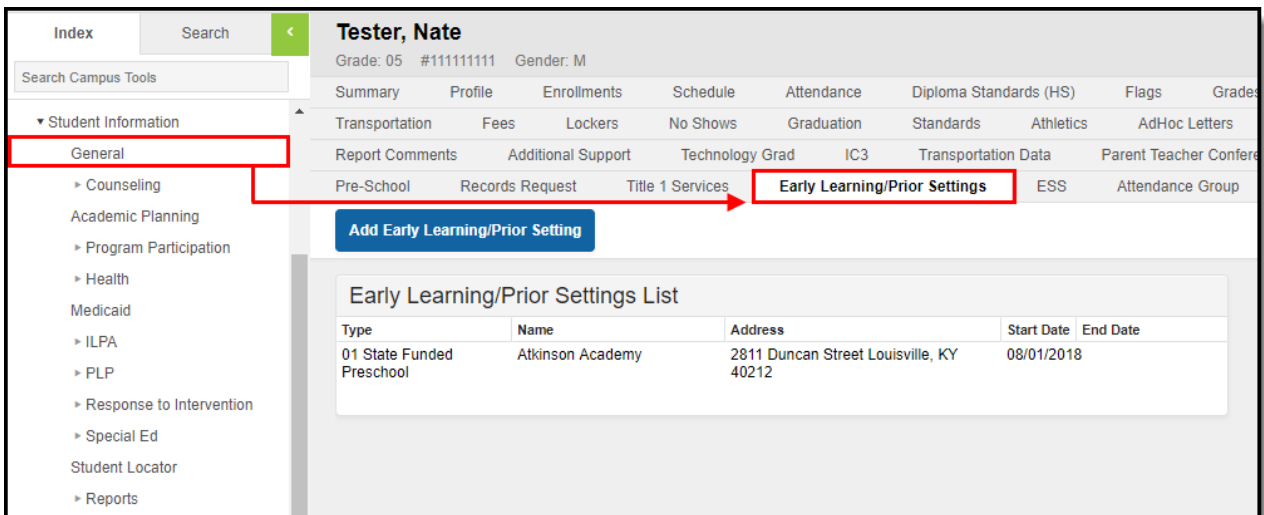 Index Search <
Search Campus Tools
Student Information
General
Counseling
Academic Planning
Program Participation
Health
Medicaid
ILPA
PLP
Response to Intervention
Special Ed
Student Locator
Reports
Tester, Nate
Grade: 05 #111111111 Gender: M
Summary Profile Enrollments Schedule Attendance Diploma Standards (HS) Flags Grades
Transportation Fees Lockers No Shows Graduation Standards Athletics AdHoc Letters
Report Comments Additional Support Technology Grad IC3 Transportation Data Parent Teacher Confere
Pre-School Records Request Title 1 Services Early Learning/Prior Settings ESS Attendance Group
Add Early Learning/Prior Setting
Early Learning/Prior Settings List
Type Name Address Start Date End Date
01 State Funded Atkinson Academy 2811 Duncan Street Louisville, KY 08/01/2018
Preschool 40212